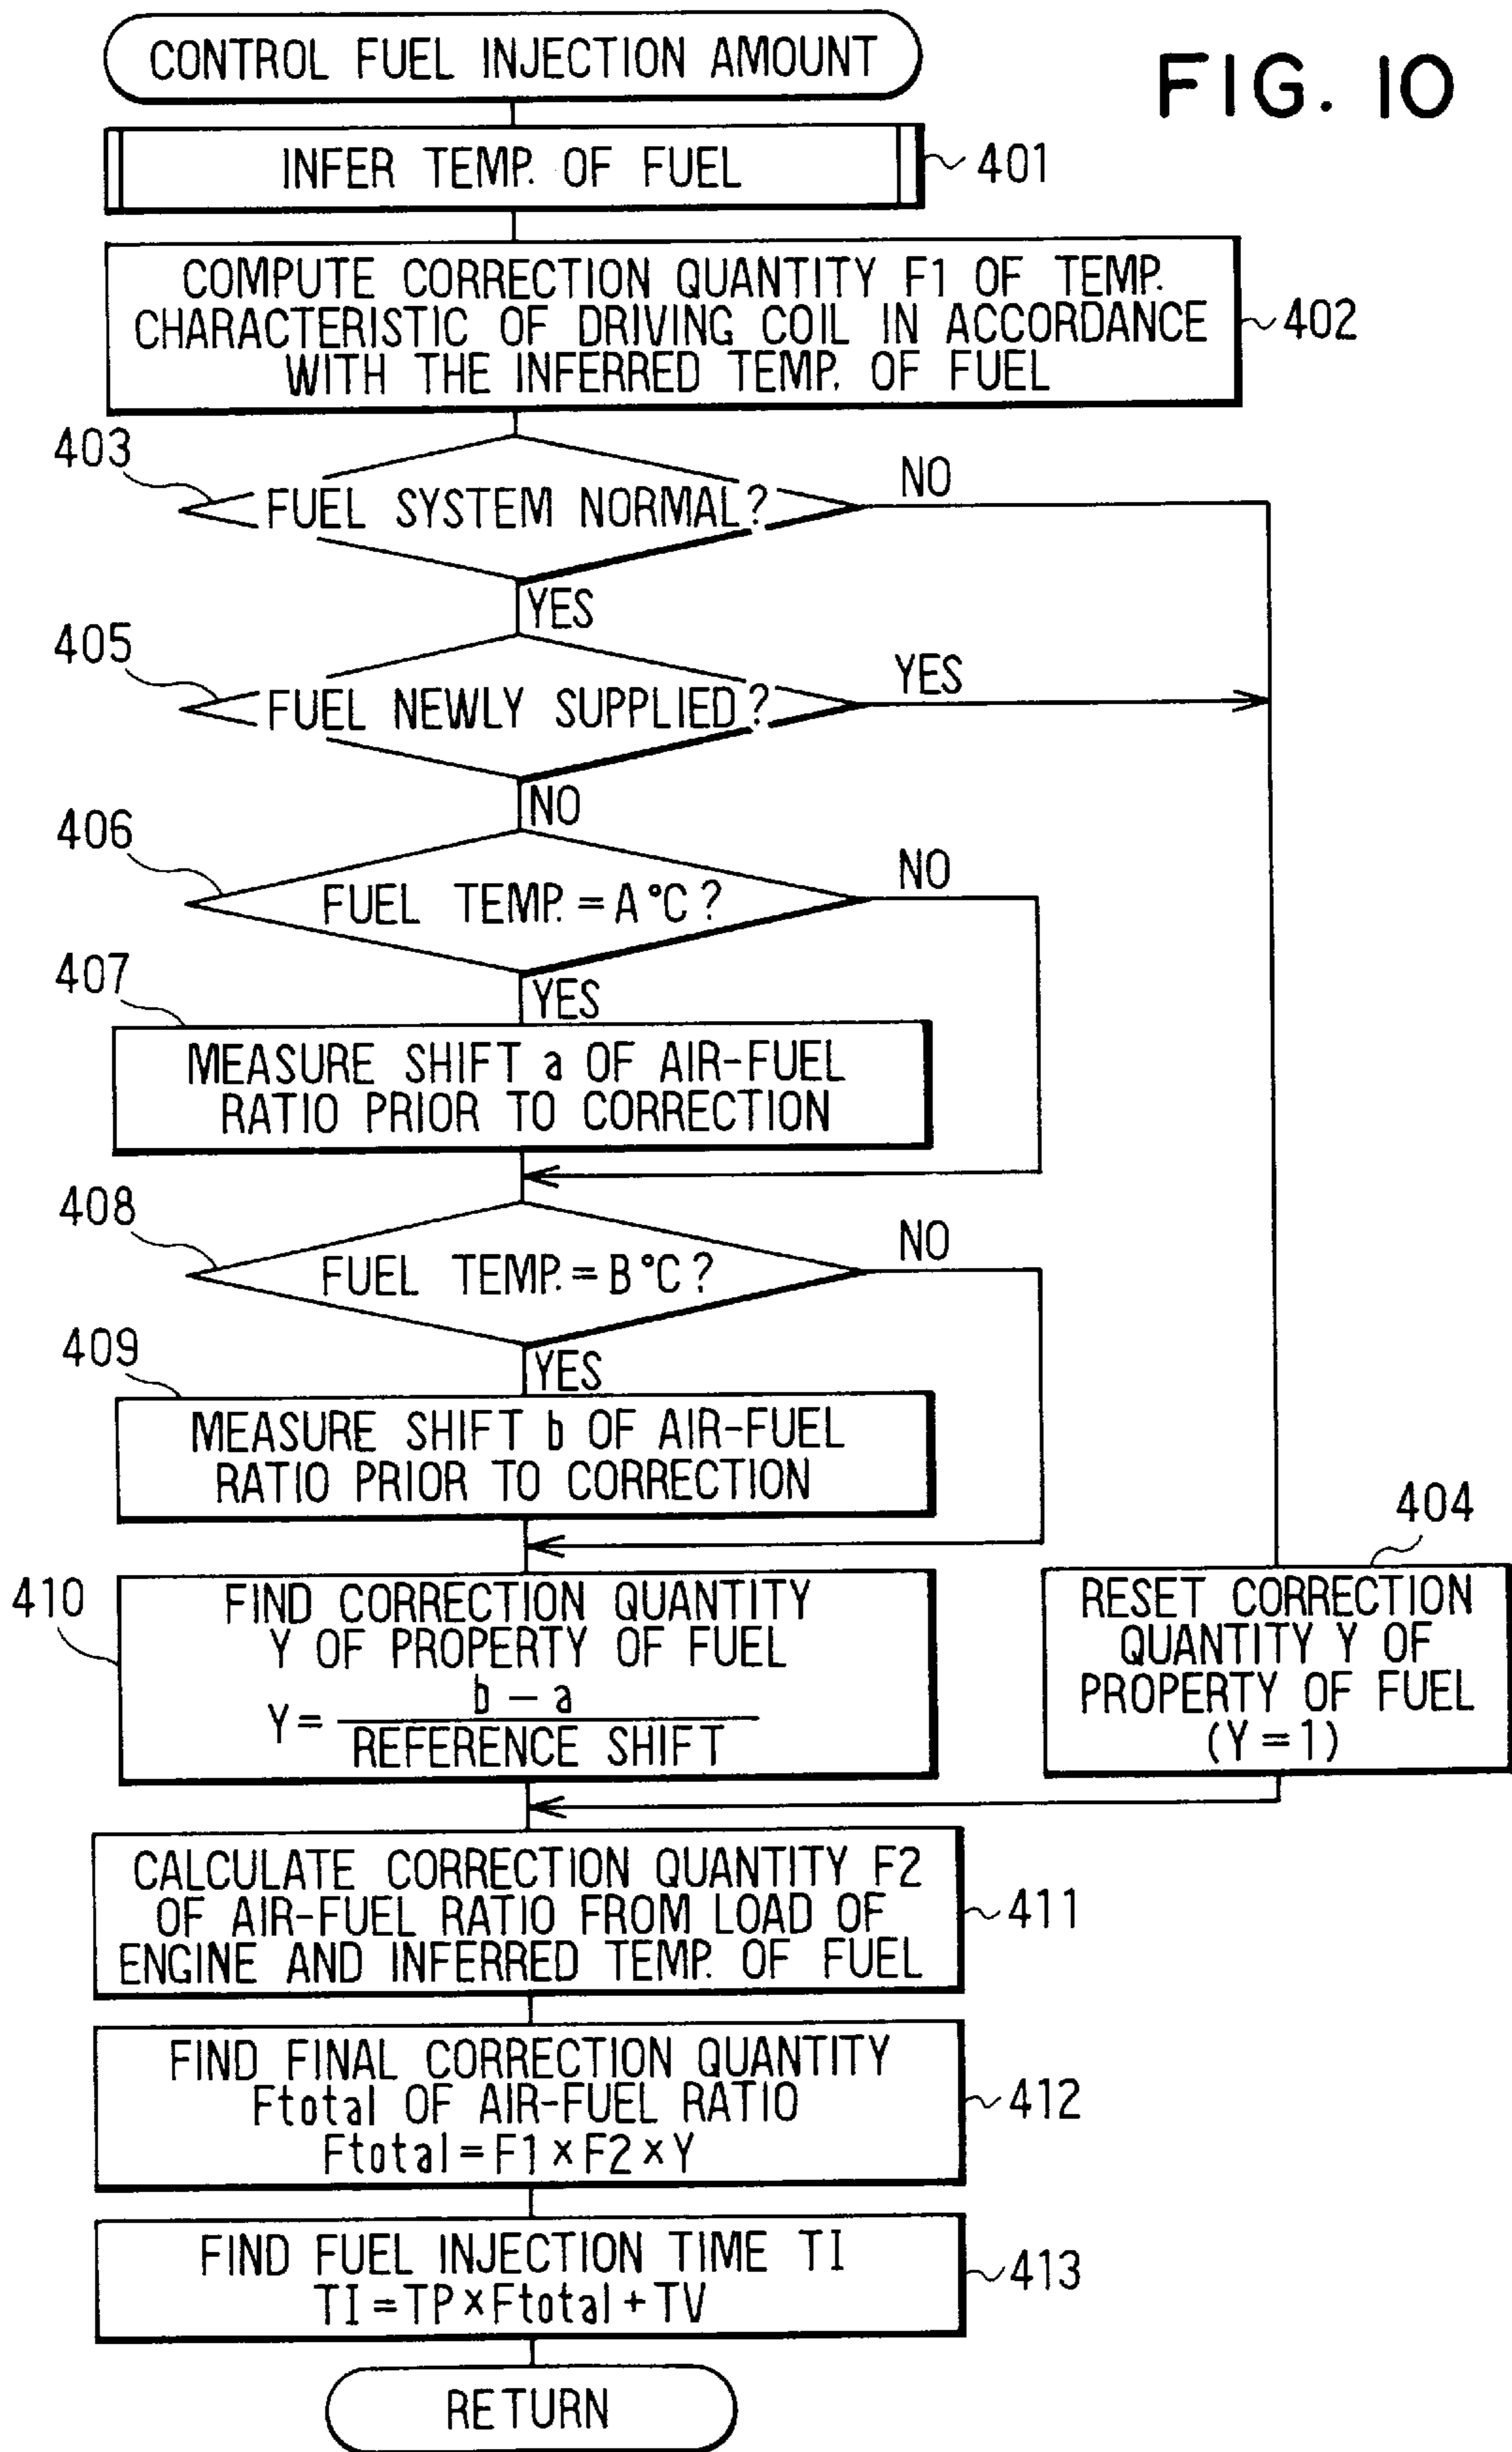 FIG. 10
CONTROL FUEL INJECTION AMOUNT
INFER TEMP. OF FUEL
401
COMPUTE CORRECTION QUANTITY F1 OF TEMP.
CHARACTERISTIC OF DRIVING COIL IN ACCORDANCE
WITH THE INFERRED TEMP. OF FUEL
402
403
FUEL SYSTEM NORMAL?
NO
YES
405
FUEL NEWLY SUPPLIED?
YES
NO
406
FUEL TEMP. = A °C ?
NO
YES
407
MEASURE SHIFT a OF AIR-FUEL
RATIO PRIOR TO CORRECTION
408
FUEL TEMP. = B °C ?
NO
YES
409
MEASURE SHIFT b OF AIR-FUEL
RATIO PRIOR TO CORRECTION
404
RESET CORRECTION
QUANTITY Y OF
PROPERTY OF FUEL
(Y = 1)
410
FIND CORRECTION QUANTITY
Y OF PROPERTY OF FUEL
b - a
Y =
REFERENCE SHIFT
CALCULATE CORRECTION QUANTITY F2
OF AIR-FUEL RATIO FROM LOAD OF
ENGINE AND INFERRED TEMP. OF FUEL
411
FIND FINAL CORRECTION QUANTITY
Ftotal OF AIR-FUEL RATIO
Ftotal = F1 × F2 × Y
412
FIND FUEL INJECTION TIME TI
TI = TP × Ftotal + TV
413
RETURN